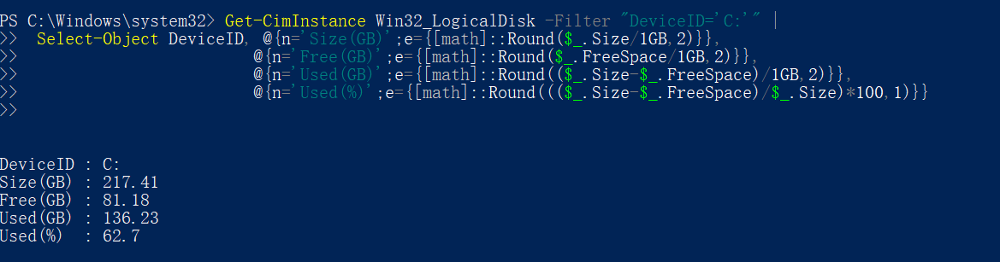 PS C:\Windows\system32> Get-CimInstance Win32_LogicalDisk -Filter "DeviceID='C:'" |
>>  Select-Object DeviceID, @{n='Size(GB)';e={[math]::Round($_.Size/1GB,2)}},
>>                          @{n='Free(GB)';e={[math]::Round($_.FreeSpace/1GB,2)}},
>>                          @{n='Used(GB)';e={[math]::Round(($_.Size-$_.FreeSpace)/1GB,2)}},
>>                          @{n='Used(%)';e={[math]::Round((($_.Size-$_.FreeSpace)/$_.Size)*100,1)}}
>>
DeviceID : C:
Size(GB) : 217.41
Free(GB) : 81.18
Used(GB) : 136.23
Used(%)  : 62.7